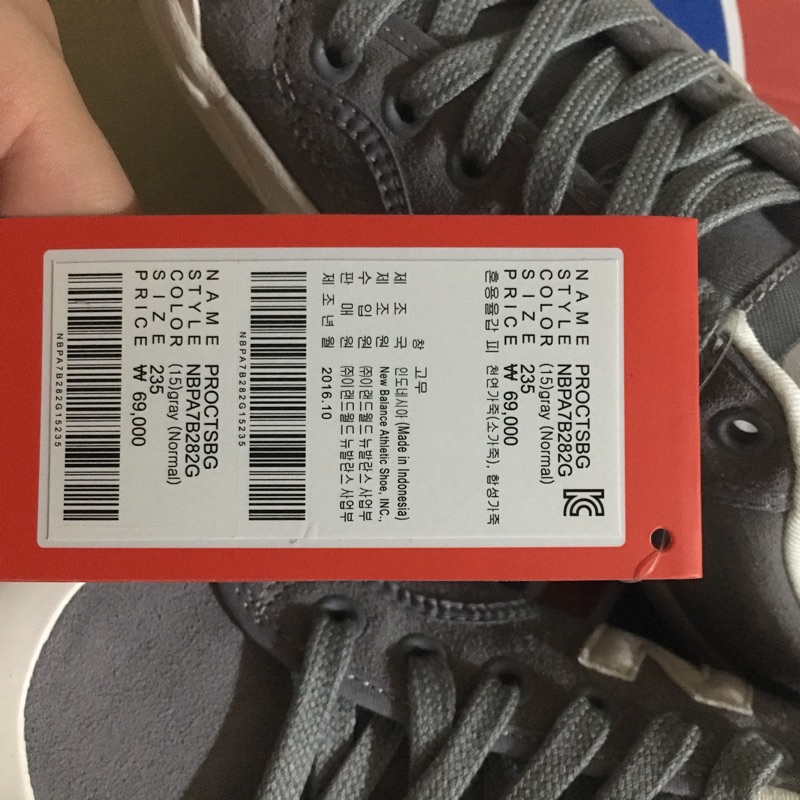 NAME PROCTSBG
STYLE NBPA7B282G
COLOR (15)gray (Normal)
SIZE 235
PRICE ₩ 69,000
혼용율갑피 천연가죽(소가죽), 합성가죽
창 고무
제조국 인도네시아 (Made in Indonesia)
제조원 New Balance Athletic Shoe, INC.,
수입원 (주)이랜드월드 뉴발란스 사업부
판매원 (주)이랜드월드 뉴발란스 사업부
제조년월 2016.10
NBPA7B282G15235
NAME PROCTSBG
STYLE NBPA7B282G
COLOR (15)gray (Normal)
SIZE 235
PRICE ₩ 69,000
NBPA7B282G15235